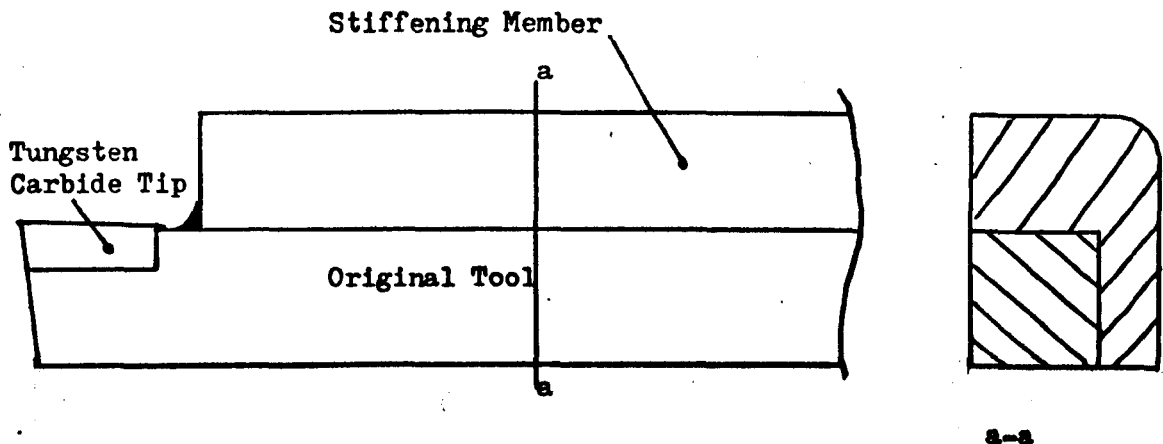 Stiffening Member
a
Tungsten
Carbide Tip
Original Tool
a
a-a